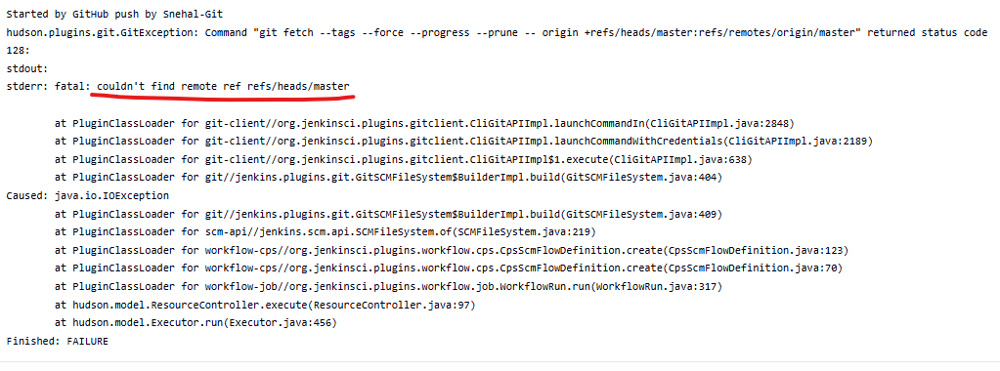 Started by GitHub push by Snehal-Git
hudson.plugins.git.GitException: Command "git fetch --tags --force --progress --prune -- origin +refs/heads/master:refs/remotes/origin/master" returned status code
128:
stdout:
stderr: fatal: couldn't find remote ref refs/heads/master
at PluginClassLoader for git-client//org.jenkinsci.plugins.gitclient.CliGitAPIImpl.launchCommandIn(CliGitAPIImpl.java:2848)
at PluginClassLoader for git-client//org.jenkinsci.plugins.gitclient.CliGitAPIImpl.launchCommandWithCredentials(CliGitAPIImpl.java:2189)
at PluginClassLoader for git-client//org.jenkinsci.plugins.gitclient.CliGitAPIImpl$1.execute(CliGitAPIImpl.java:638)
at PluginClassLoader for git//jenkins.plugins.git.GitSCMFileSystem$BuilderImpl.build(GitSCMFileSystem.java:404)
Caused: java.io.IOException
at PluginClassLoader for git//jenkins.plugins.git.GitSCMFileSystem$BuilderImpl.build(GitSCMFileSystem.java:409)
at PluginClassLoader for scm-api//jenkins.scm.api.SCMFileSystem.of(SCMFileSystem.java:219)
at PluginClassLoader for workflow-cps//org.jenkinsci.plugins.workflow.cps.CpsScmFlowDefinition.create(CpsScmFlowDefinition.java:123)
at PluginClassLoader for workflow-cps//org.jenkinsci.plugins.workflow.cps.CpsScmFlowDefinition.create(CpsScmFlowDefinition.java:70)
at PluginClassLoader for workflow-job//org.jenkinsci.plugins.workflow.job.WorkflowRun.run(WorkflowRun.java:317)
at hudson.model.ResourceController.execute(ResourceController.java:97)
at hudson.model.Executor.run(Executor.java:456)
Finished: FAILURE